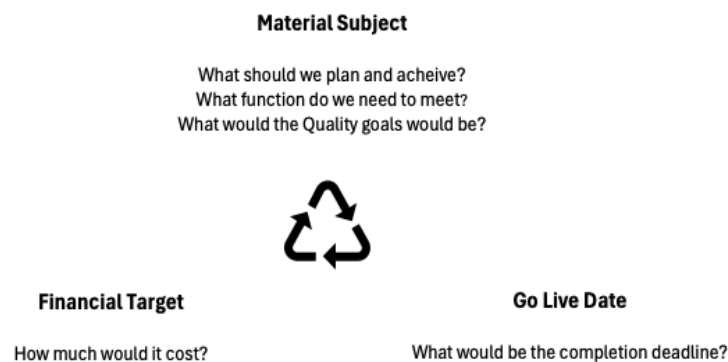 Material Subject
What should we plan and acheive?
What function do we need to meet?
What would the Quality goals would be?
Financial Target
How much would it cost?
Go Live Date
What would be the completion deadline?